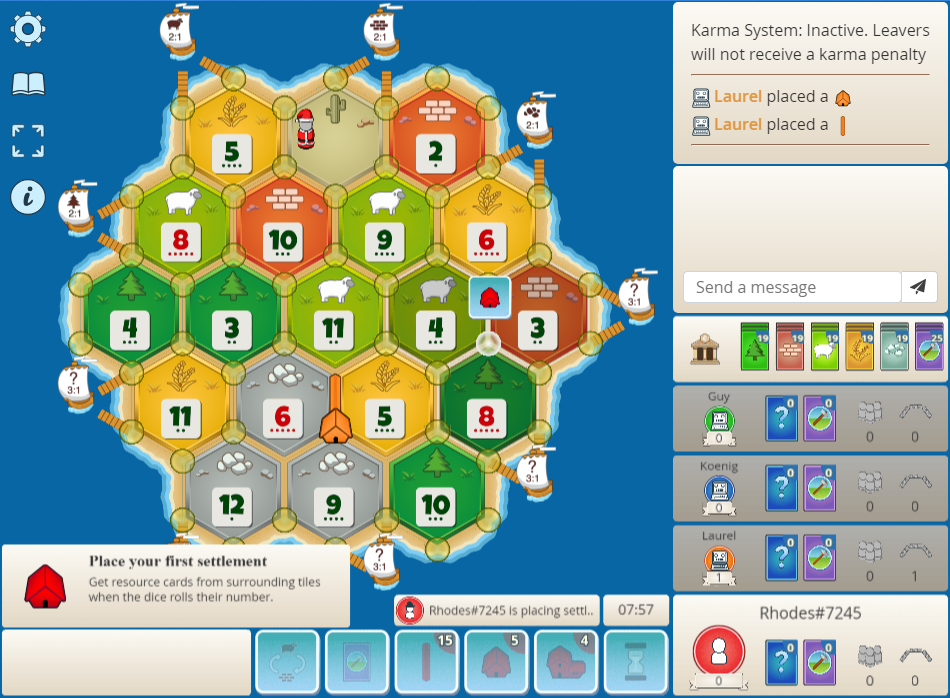 2:1
2:1
2:1
2:1
? 3:1
? 3:1
? 3:1
? 3:1
5
2
8
10
9
6
4
3
11
4
3
11
6
5
8
12
9
10
Place your first settlement
Get resource cards from surrounding tiles
when the dice rolls their number.
Rhodes#7245 is placing settl..
07:57
15
5
4
Karma System: Inactive. Leavers
will not receive a karma penalty
Laurel placed a
Laurel placed a
Send a message
19 19 19 19 19 25
Guy
0
? 0 0 0 0
Koenig
0
? 0 0 0 0
Laurel
1
? 0 0 0 1
Rhodes#7245
0
? 0 0 0 0